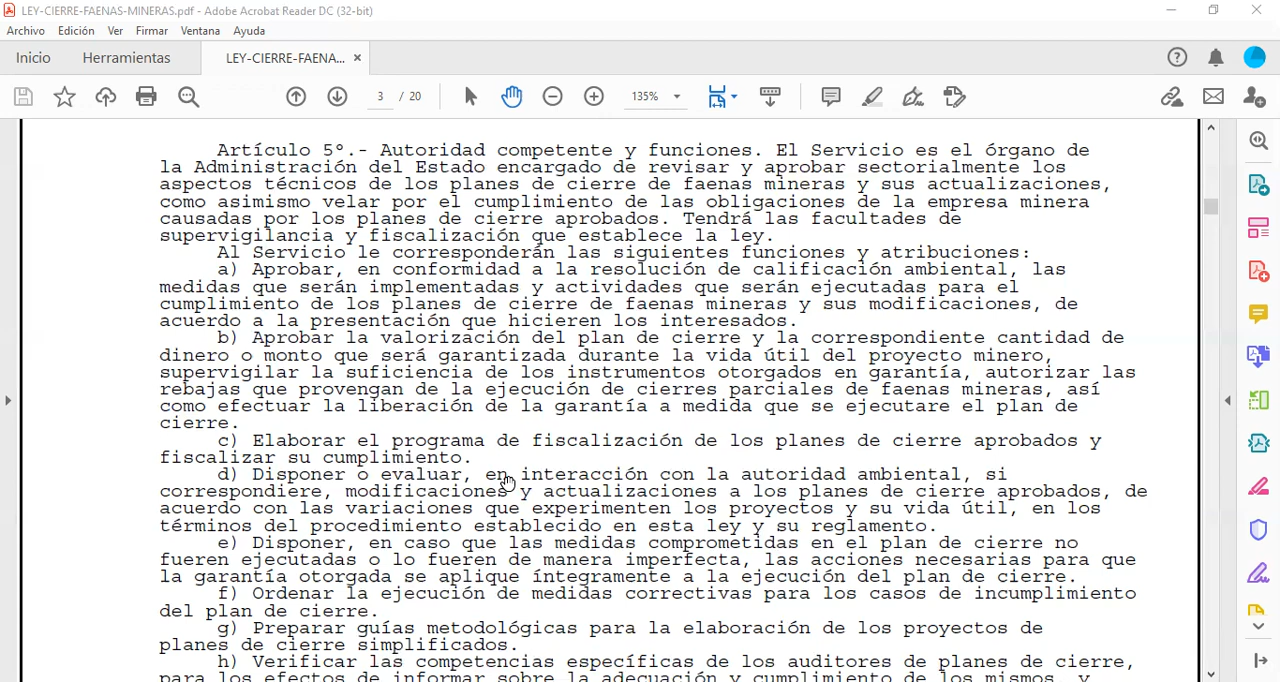 LEY-CIERRE-FAENAS-MINERAS.pdf - Adobe Acrobat Reader DC (32-bit)
Archivo Edición Ver Firmar Ventana Ayuda
Inicio Herramientas LEY-CIERRE-FAENA... ×
3 / 20 135%
Artículo 5°.- Autoridad competente y funciones. El Servicio es el órgano de
la Administración del Estado encargado de revisar y aprobar sectorialmente los
aspectos técnicos de los planes de cierre de faenas mineras y sus actualizaciones,
como asimismo velar por el cumplimiento de las obligaciones de la empresa minera
causadas por los planes de cierre aprobados. Tendrá las facultades de
supervigilancia y fiscalización que establece la ley.
Al Servicio le corresponderán las siguientes funciones y atribuciones:
a) Aprobar, en conformidad a la resolución de calificación ambiental, las
medidas que serán implementadas y actividades que serán ejecutadas para el
cumplimiento de los planes de cierre de faenas mineras y sus modificaciones, de
acuerdo a la presentación que hicieren los interesados.
b) Aprobar la valorización del plan de cierre y la correspondiente cantidad de
dinero o monto que será garantizada durante la vida útil del proyecto minero,
supervigilar la suficiencia de los instrumentos otorgados en garantía, autorizar las
rebajas que provengan de la ejecución de cierres parciales de faenas mineras, así
como efectuar la liberación de la garantía a medida que se ejecutare el plan de
cierre.
c) Elaborar el programa de fiscalización de los planes de cierre aprobados y
fiscalizar su cumplimiento.
d) Disponer o evaluar, en interacción con la autoridad ambiental, si
correspondiere, modificaciones y actualizaciones a los planes de cierre aprobados, de
acuerdo con las variaciones que experimenten los proyectos y su vida útil, en los
términos del procedimiento establecido en esta ley y su reglamento.
e) Disponer, en caso que las medidas comprometidas en el plan de cierre no
fueren ejecutadas o lo fueren de manera imperfecta, las acciones necesarias para que
la garantía otorgada se aplique íntegramente a la ejecución del plan de cierre.
f) Ordenar la ejecución de medidas correctivas para los casos de incumplimiento
del plan de cierre.
g) Preparar guías metodológicas para la elaboración de los proyectos de
planes de cierre simplificados.
h) Verificar las competencias específicas de los auditores de planes de cierre,
para los efectos de informar sobre la adecuación y cumplimiento de los mismos, y